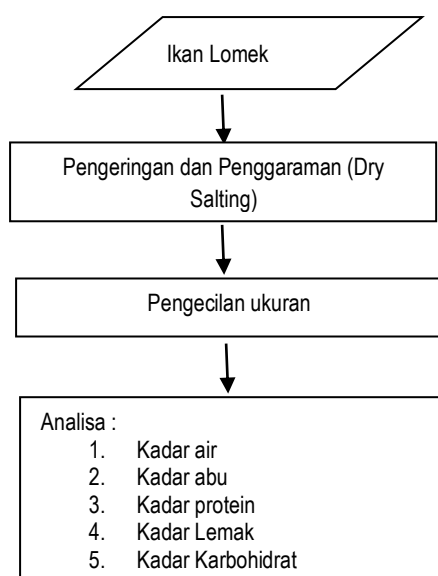 Ikan Lomek
Pengeringan dan Penggaraman (Dry
Salting)
Pengecilan ukuran
Analisa :
1. Kadar air
2. Kadar abu
3. Kadar protein
4. Kadar Lemak
5. Kadar Karbohidrat